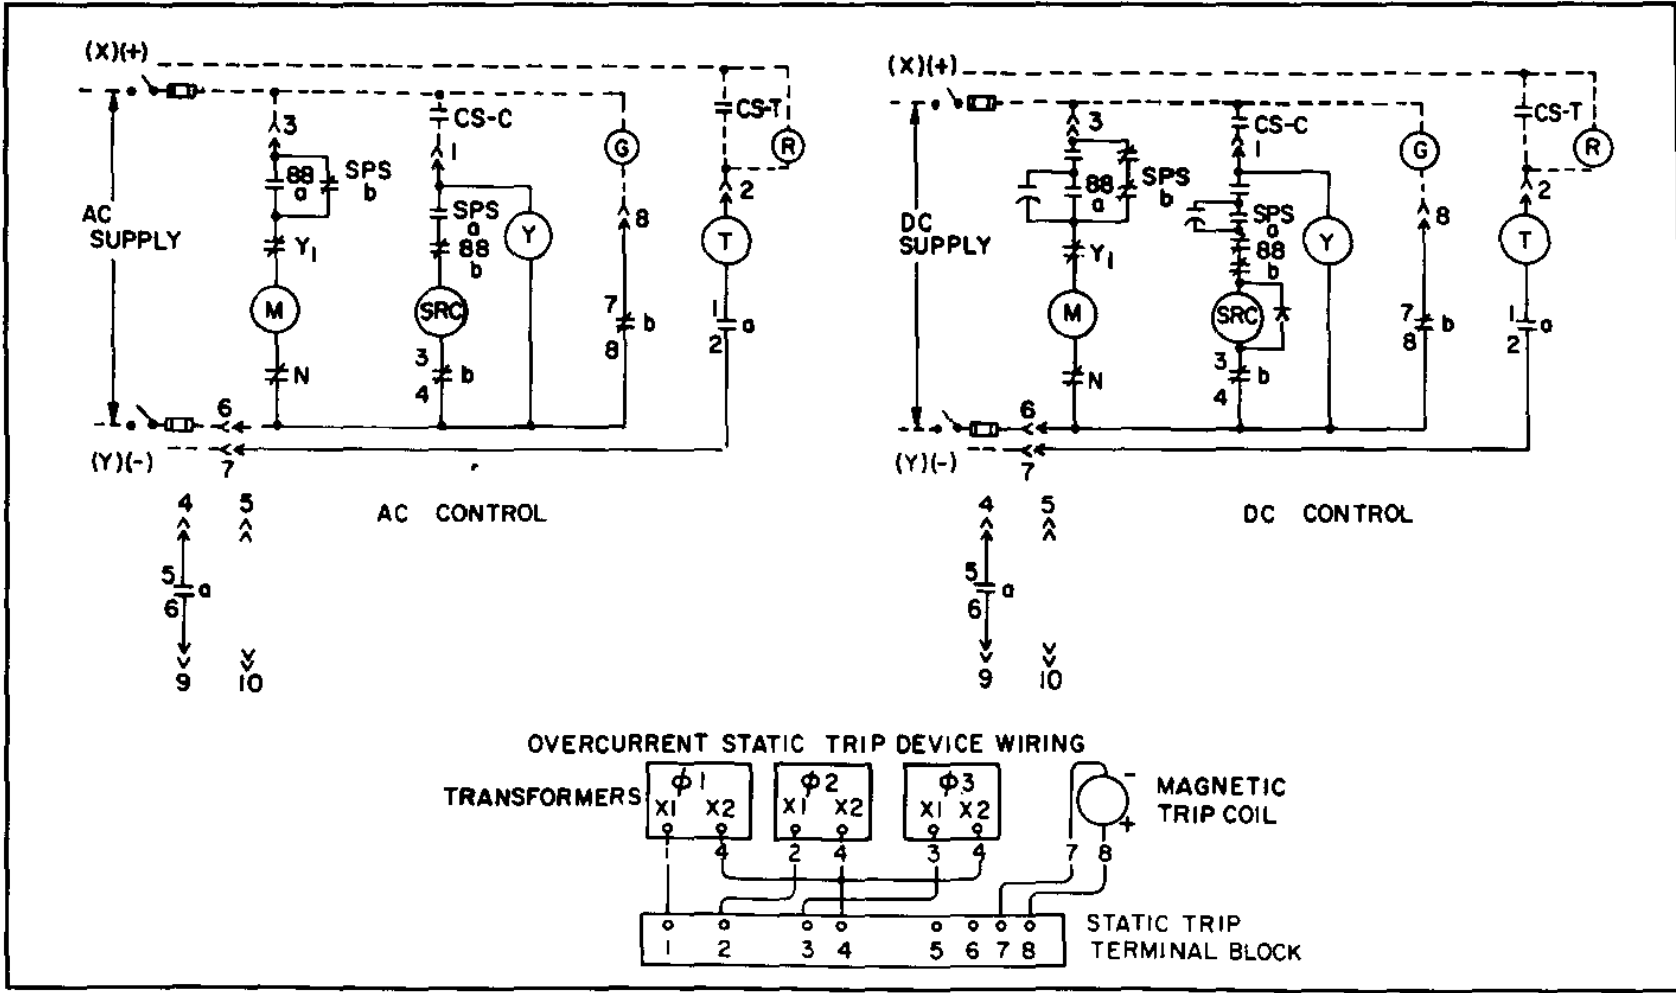 (X)(+)
3
CS-C
1
CS-T
G
R
88
a
SPS
b
2
AC
SUPPLY
SPS
a
Y
8
T
Y1
88
b
M
SRC
7
b
8
1
a
2
N
3
b
4
6
(Y)(-)
7
4 5
AC CONTROL
5
a
6
9 10
(X)(+)
3
CS-C
1
CS-T
G
R
88
a
SPS
b
2
DC
SUPPLY
SPS
a
Y
8
T
Y1
88
b
M
SRC
7
b
8
1
a
2
N
3
b
4
6
(Y)(-)
7
4 5
DC CONTROL
5
a
6
9 10
OVERCURRENT STATIC TRIP DEVICE WIRING
TRANSFORMERS
ϕ1 ϕ2 ϕ3
X1 X2 X1 X2 X1 X2
-
+
MAGNETIC
TRIP COIL
4 2 4 3 4 7 8
STATIC TRIP
TERMINAL BLOCK
1 2 3 4 5 6 7 8